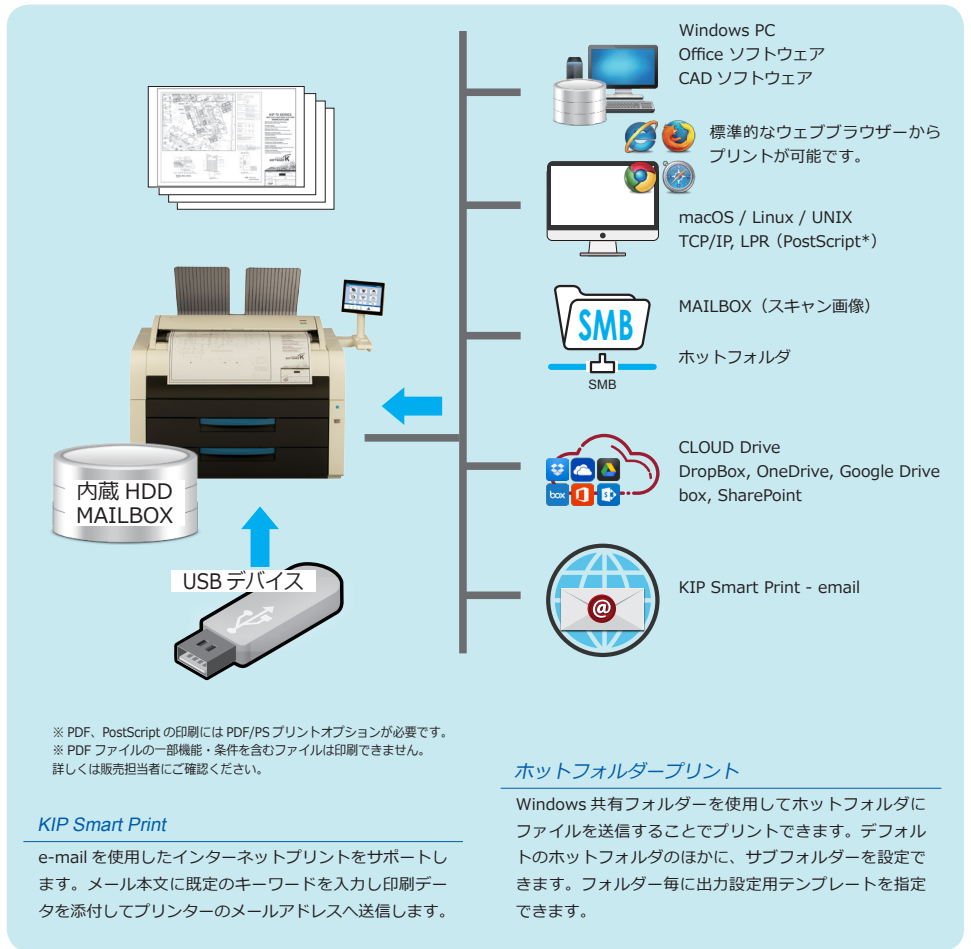 Windows PC
Office ソフトウェア
CAD ソフトウェア
標準的なウェブブラウザーから
プリントが可能です。
macOS / Linux / UNIX
TCP/IP, LPR（PostScript*）
SMB
MAILBOX（スキャン画像）
ホットフォルダ
SMB
CLOUD Drive
DropBox, OneDrive, Google Drive
box, SharePoint
box
内蔵 HDD
MAILBOX
USB デバイス
@
KIP Smart Print - email
※ PDF、PostScript の印刷には PDF/PS プリントオプションが必要です。
※ PDF ファイルの一部機能・条件を含むファイルは印刷できません。
詳しくは販売担当者にご確認ください。
KIP Smart Print
e-mail を使用したインターネットプリントをサポートし
ます。メール本文に既定のキーワードを入力し印刷デー
タを添付してプリンターのメールアドレスへ送信します。
ホットフォルダープリント
Windows 共有フォルダーを使用してホットフォルダに
ファイルを送信することでプリントできます。デフォル
トのホットフォルダのほかに、サブフォルダーを設定で
きます。フォルダー毎に出力設定用テンプレートを指定
できます。